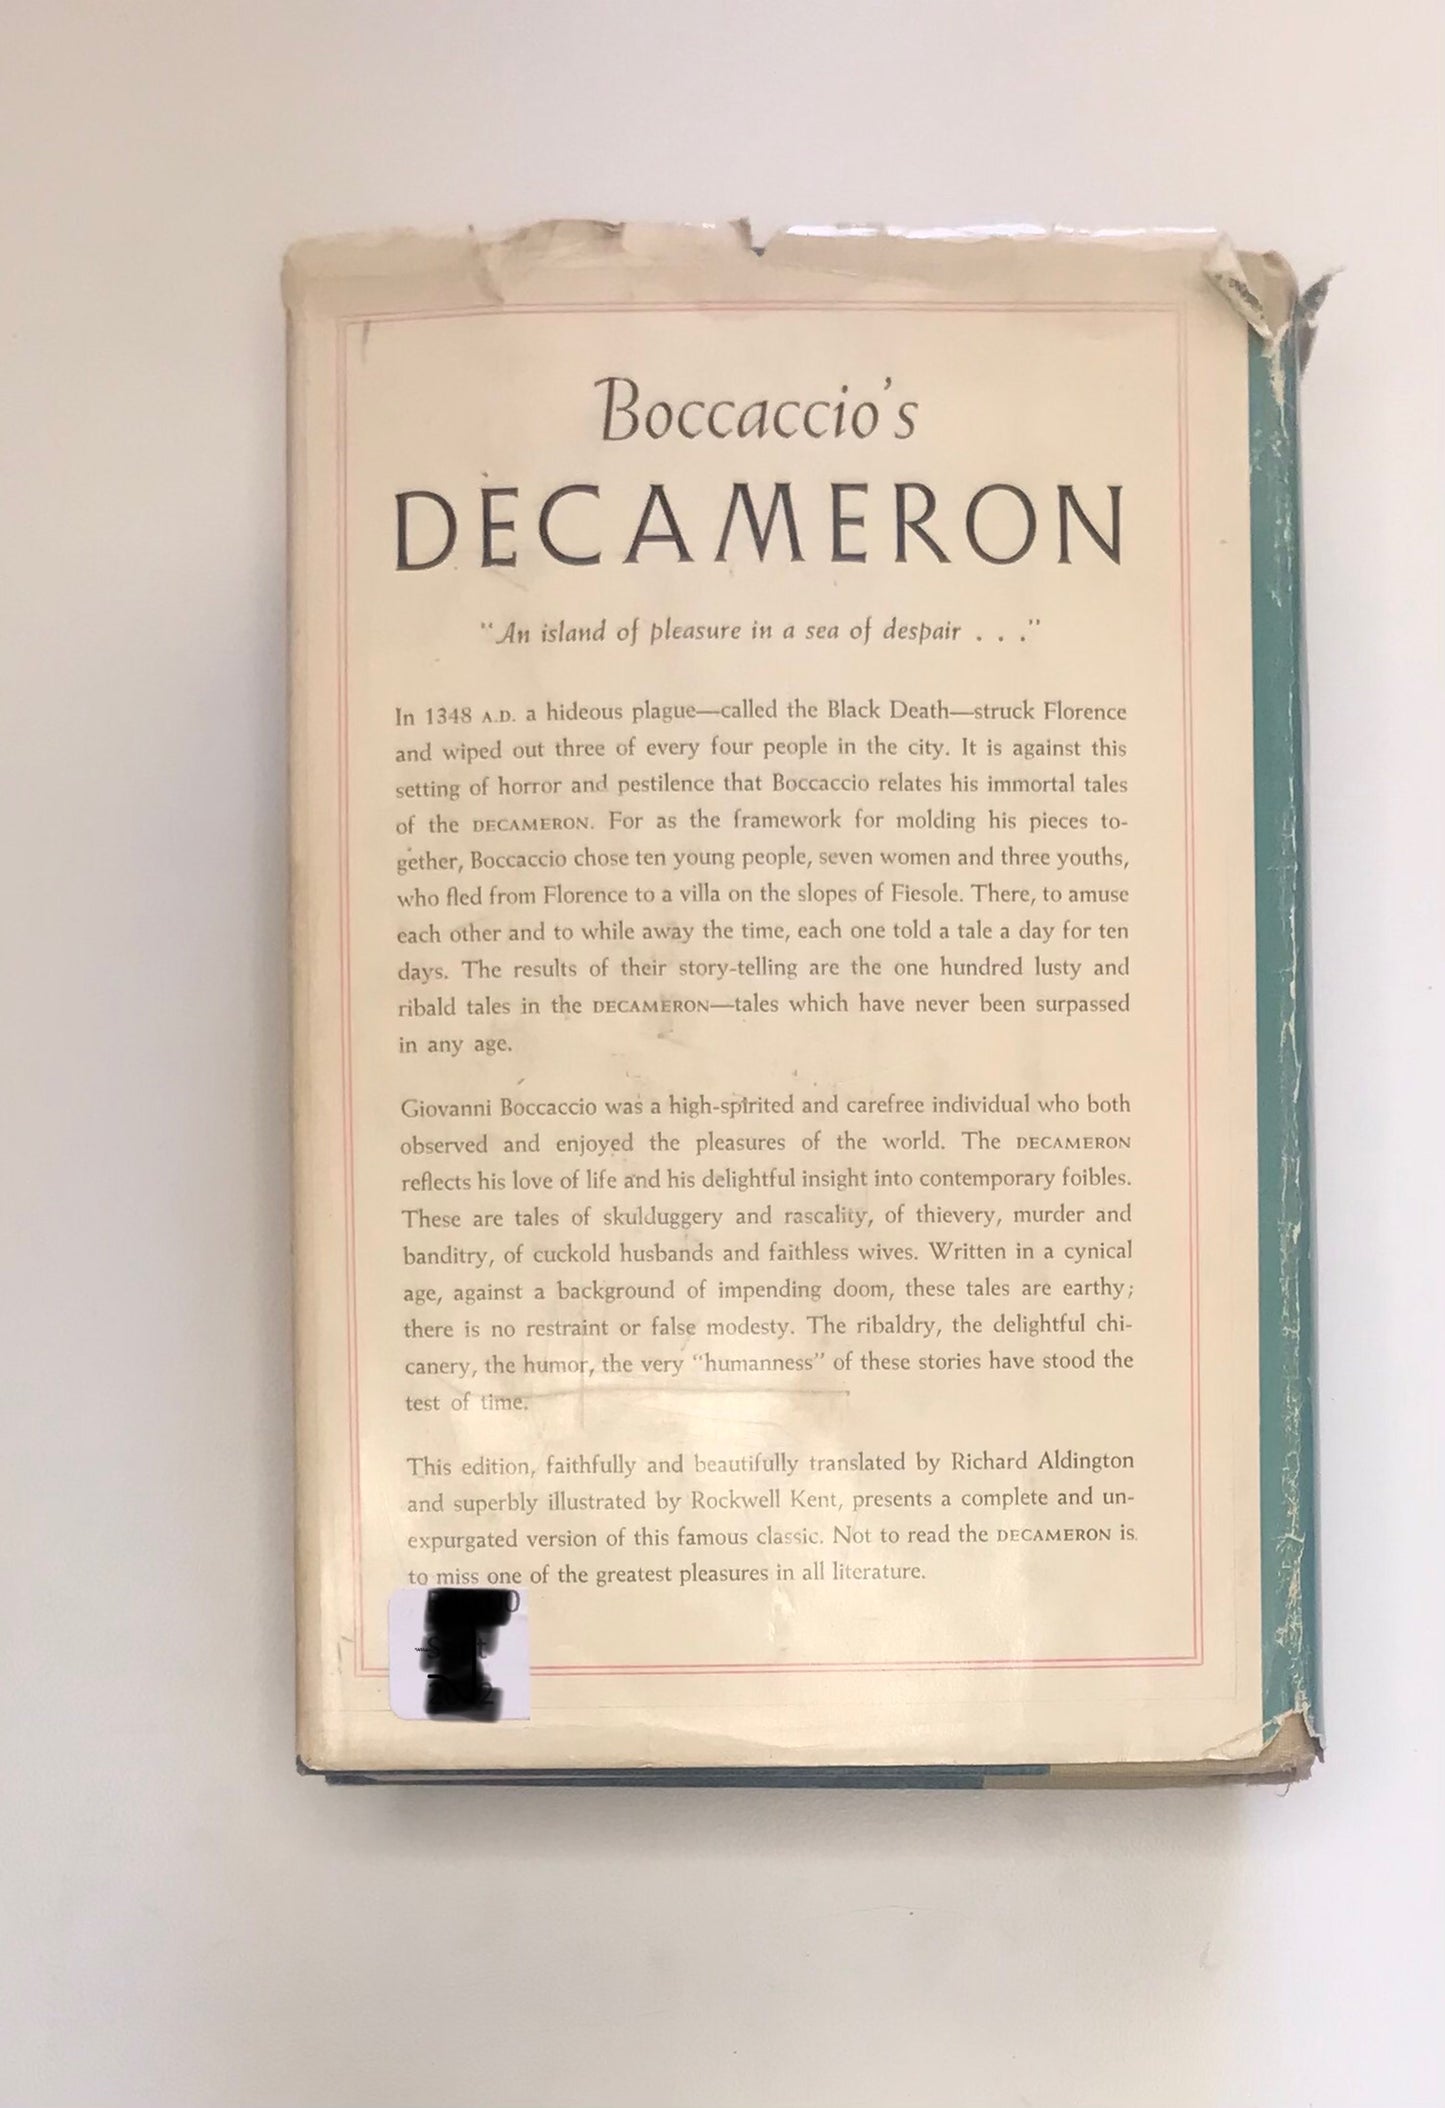 Boccaccio's
DECAMERON
"An island of pleasure in a sea of despair . . ."
In 1348 A.D. a hideous plague—called the Black Death—struck Florence
and wiped out three of every four people in the city. It is against this
setting of horror and pestilence that Boccaccio relates his immortal tales
of the DECAMERON. For as the framework for molding his pieces to-
gether, Boccaccio chose ten young people, seven women and three youths,
who fled from Florence to a villa on the slopes of Fiesole. There, to amuse
each other and to while away the time, each one told a tale a day for ten
days. The results of their story-telling are the one hundred lusty and
ribald tales in the DECAMERON—tales which have never been surpassed
in any age.
Giovanni Boccaccio was a high-spirited and carefree individual who both
observed and enjoyed the pleasures of the world. The DECAMERON
reflects his love of life and his delightful insight into contemporary foibles.
These are tales of skulduggery and rascality, of thievery, murder and
banditry, of cuckold husbands and faithless wives. Written in a cynical
age, against a background of impending doom, these tales are earthy;
there is no restraint or false modesty. The ribaldry, the delightful chi-
canery, the humor, the very "humanness" of these stories have stood the
test of time.
This edition, faithfully and beautifully translated by Richard Aldington
and superbly illustrated by Rockwell Kent, presents a complete and un-
expurgated version of this famous classic. Not to read the DECAMERON is
to miss one of the greatest pleasures in all literature.